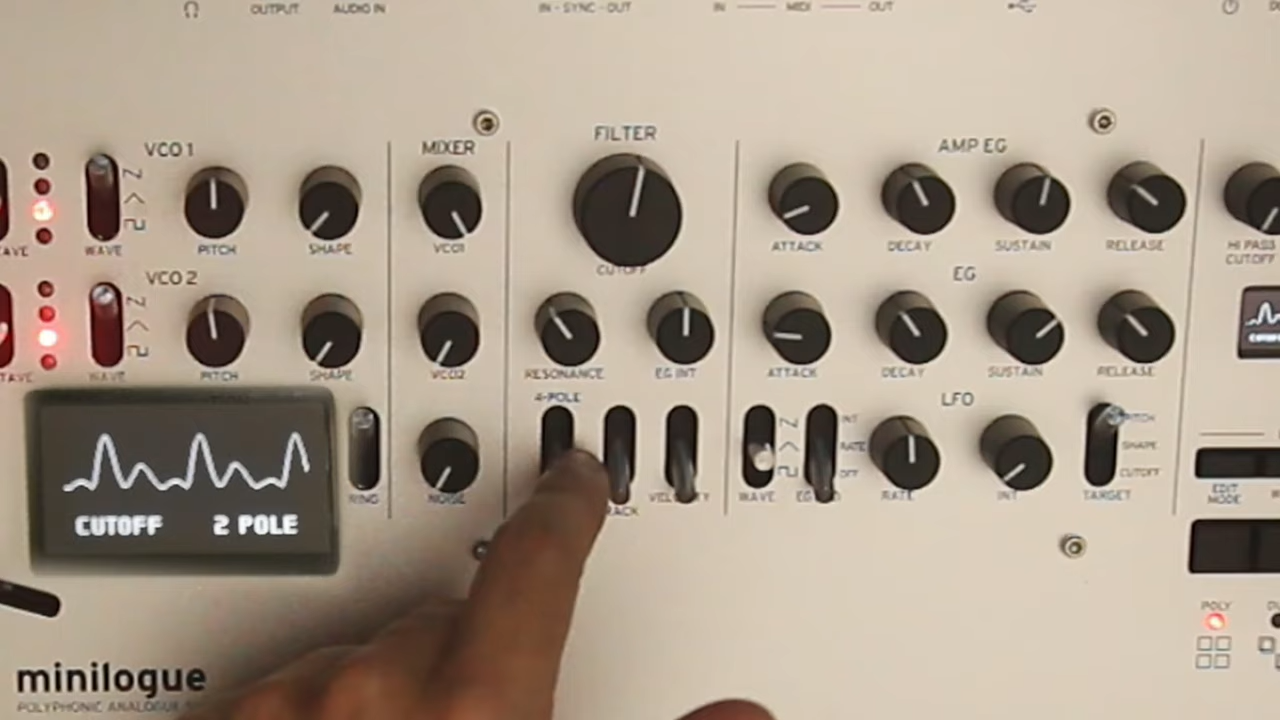 OUTPUT AUDIO IN IN - SYNC - OUT IN MIDI OUT
VCO 1 MIXER FILTER AMP EG
WAVE PITCH SHAPE VCO1 CUTOFF ATTACK DECAY SUSTAIN RELEASE HI PASS
CUTOFF
VCO 2 EG
WAVE PITCH SHAPE VCO2 RESONANCE EG INT ATTACK DECAY SUSTAIN RELEASE
4-POLE LFO
INT PITCH
RATE SHAPE
OFF CUTOFF
RING NOISE WAVE RATE INT TARGET EDIT
MODE
CUTOFF 2 POLE
POLY
minilogue
POLYPHONIC ANALOGUE